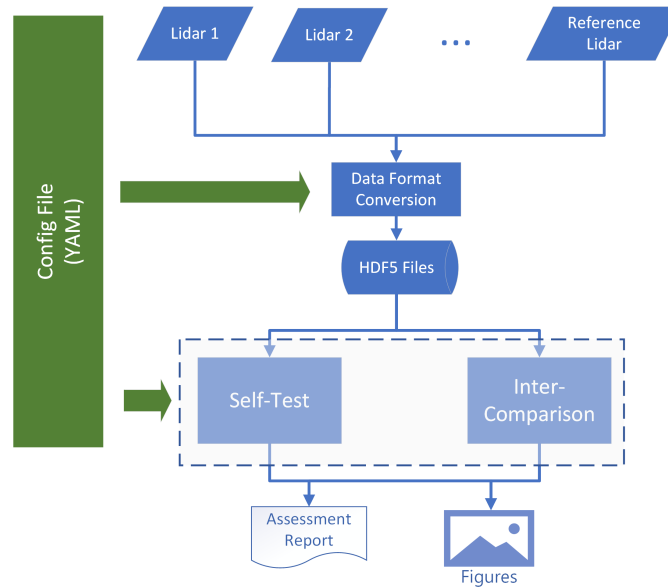 Lidar 1
Lidar 2
...
Reference
Lidar
Config File
(YAML)
Data Format
Conversion
HDF5 Files
Self-Test
Inter-
Comparison
Assessment
Report
Figures